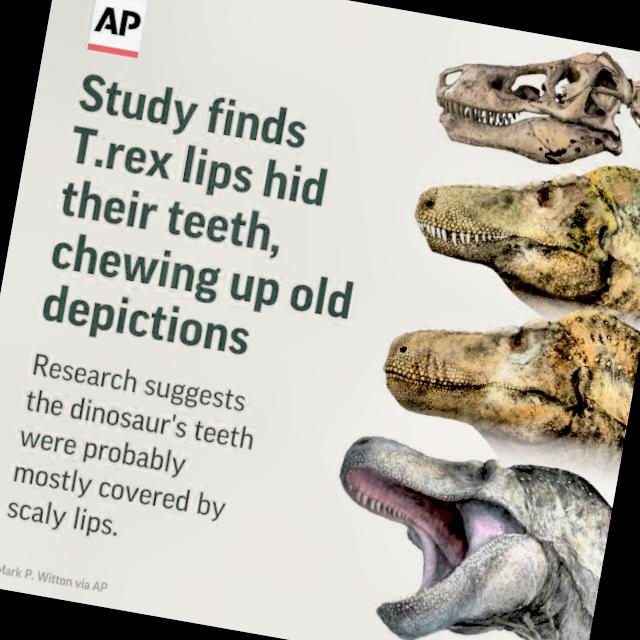 AP
Study finds
T.rex lips hid
their teeth,
chewing up old
depictions
Research suggests
the dinosaur's teeth
were probably
mostly covered by
scaly lips.
Mark P. Witton via AP